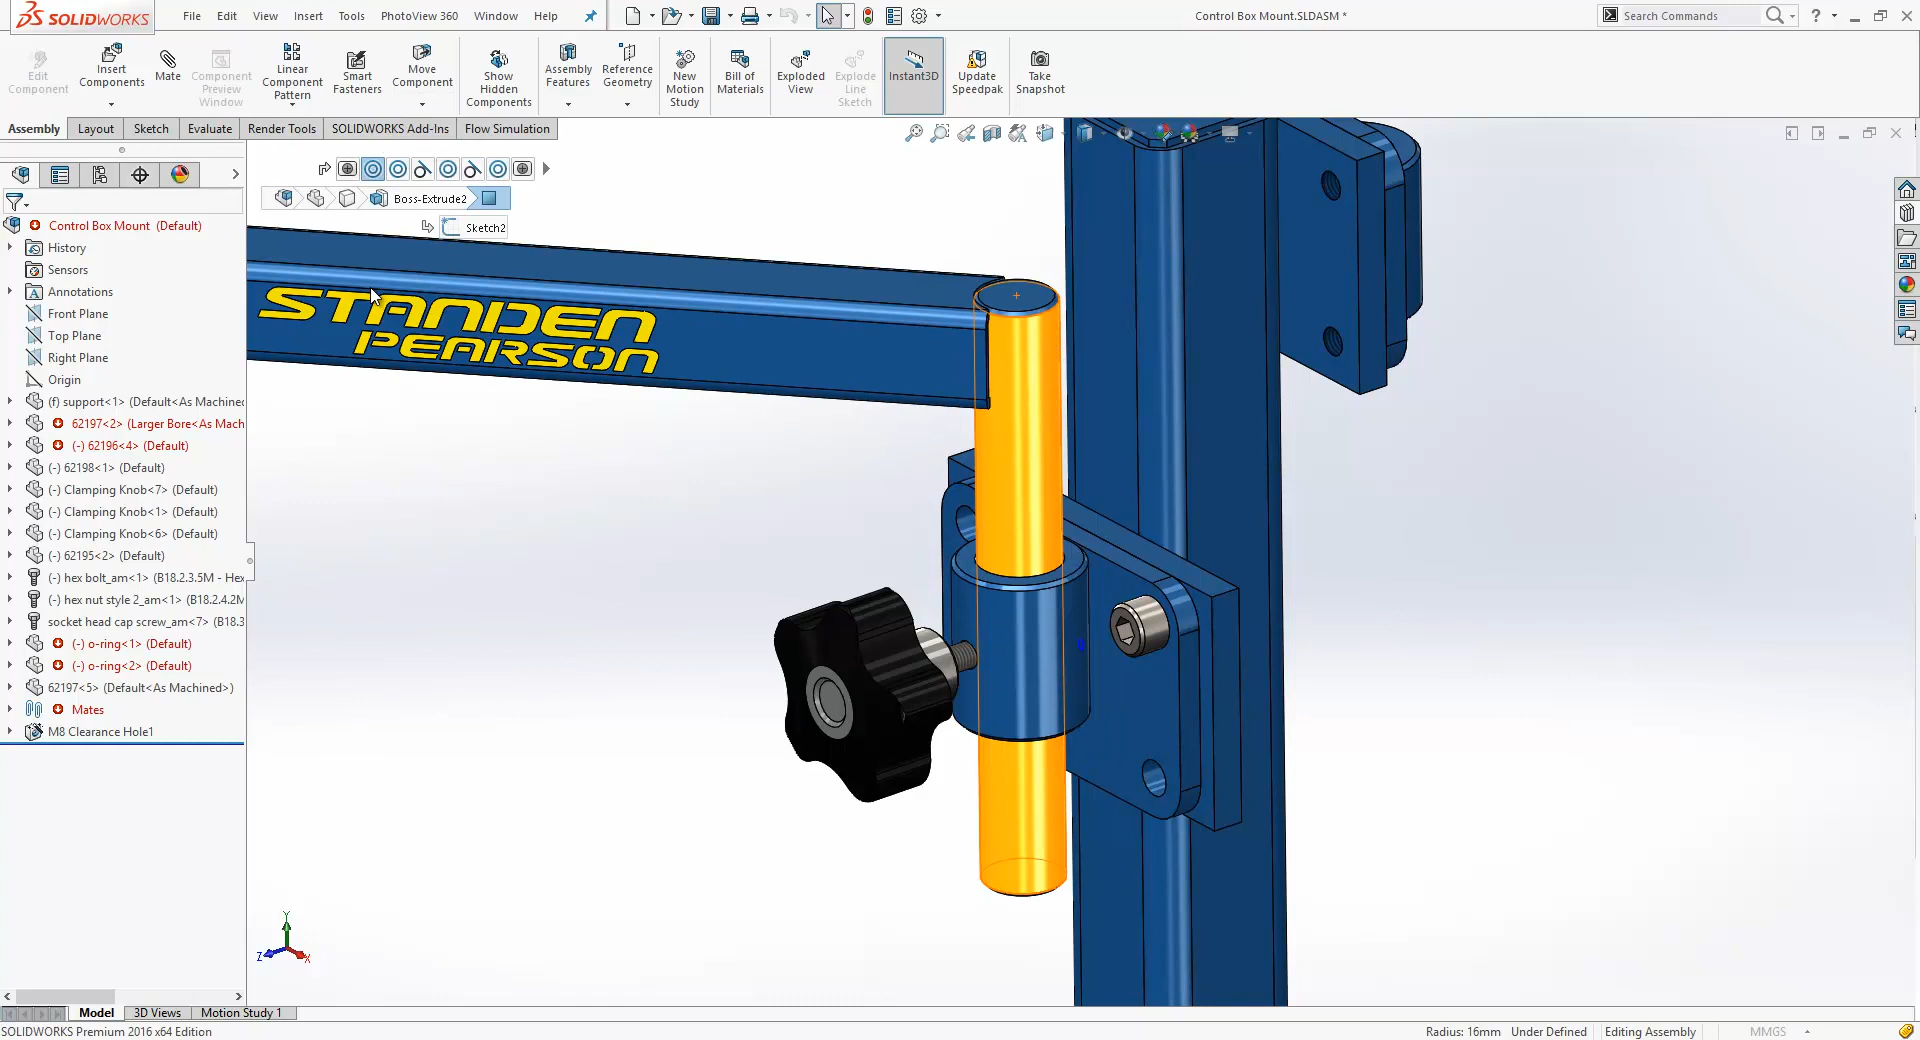 SOLIDWORKS
File Edit View Insert Tools PhotoView 360 Window Help
Control Box Mount.SLDASM *
Search Commands
Edit Component
Insert Components
Mate
Component Preview Window
Linear Component Pattern
Smart Fasteners
Move Component
Show Hidden Components
Assembly Features
Reference Geometry
New Motion Study
Bill of Materials
Exploded View
Explode Line Sketch
Instant3D
Update Speedpak
Take Snapshot
Assembly Layout Sketch Evaluate Render Tools SOLIDWORKS Add-Ins Flow Simulation
Boss-Extrude2
Sketch2
Control Box Mount (Default)
History
Sensors
Annotations
Front Plane
Top Plane
Right Plane
Origin
(f) support<1> (Default<As Machined
62197<2> (Larger Bore<As Mach
(-) 62196<4> (Default)
(-) 62198<1> (Default)
(-) Clamping Knob<7> (Default)
(-) Clamping Knob<1> (Default)
(-) Clamping Knob<6> (Default)
(-) 62195<2> (Default)
(-) hex bolt_am<1> (B18.2.3.5M - Hex
(-) hex nut style 2_am<1> (B18.2.4.2M
socket head cap screw_am<7> (B18.3
(-) o-ring<1> (Default)
(-) o-ring<2> (Default)
62197<5> (Default<As Machined>)
Mates
M8 Clearance Hole1
STANDEN
PEARSON
Y
Z
X
Model 3D Views Motion Study 1
SOLIDWORKS Premium 2016 x64 Edition
Radius: 16mm Under Defined Editing Assembly MMGS